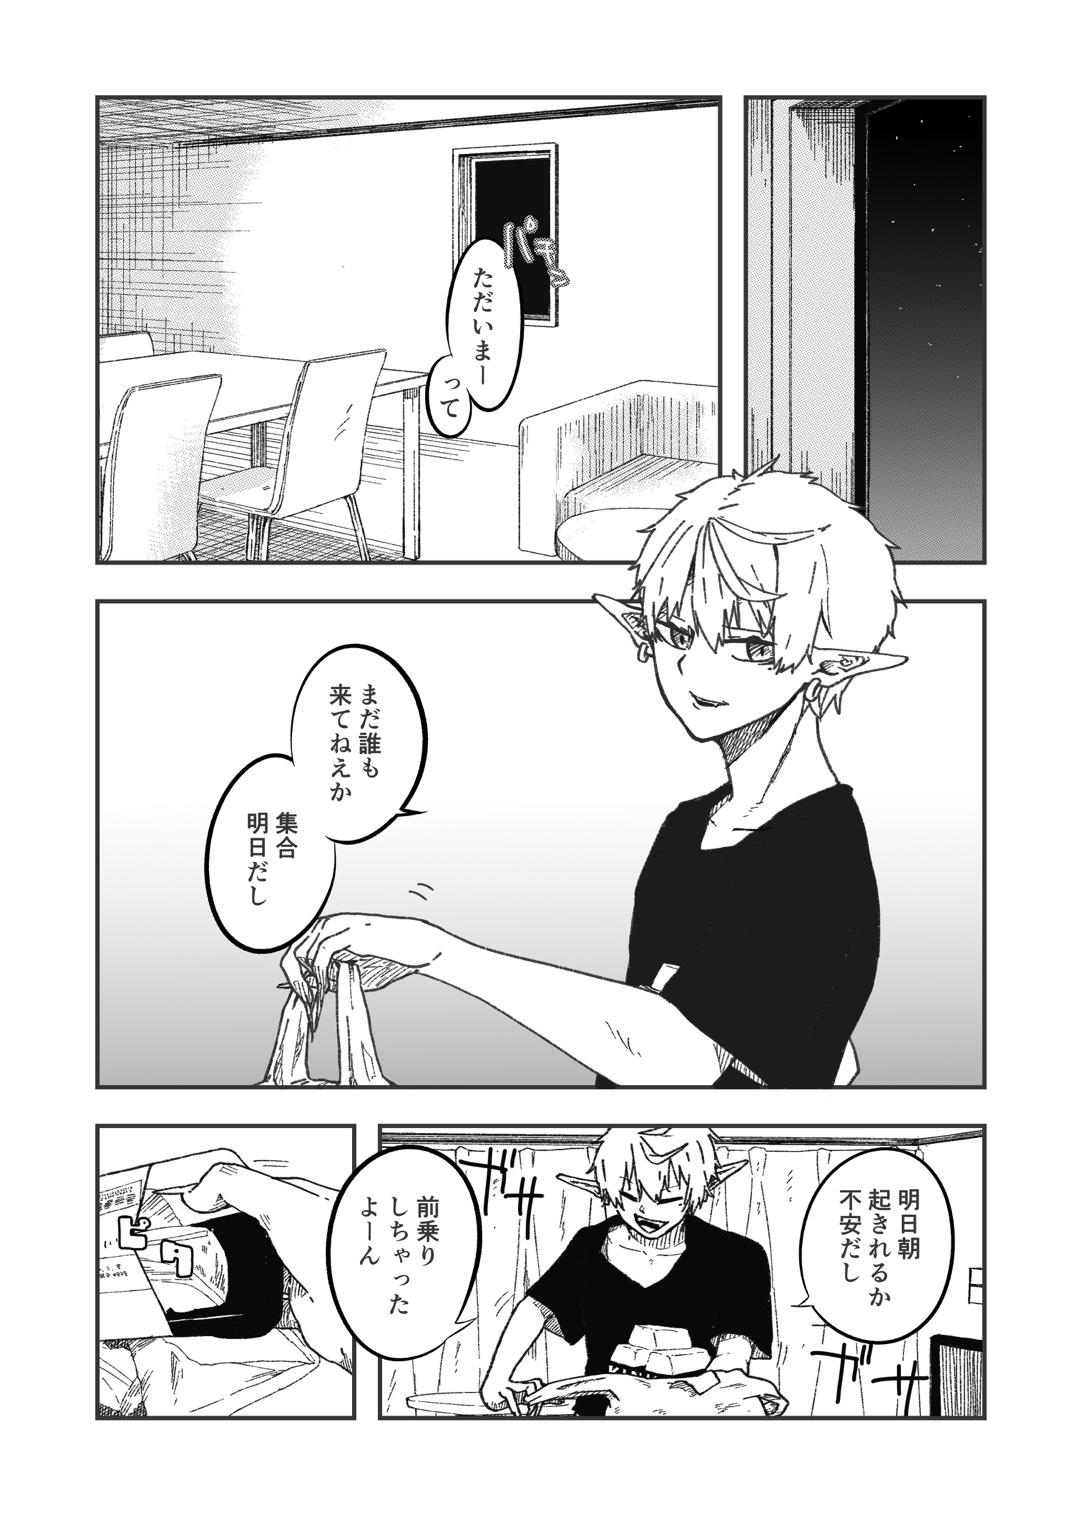 パチン
ただいまー
って
まだ誰も
来てねえか
集合
明日だし
明日朝
起きれるか
不安だし
ガサ
ガサ
前乗り
しちゃった
よーん
ピタ